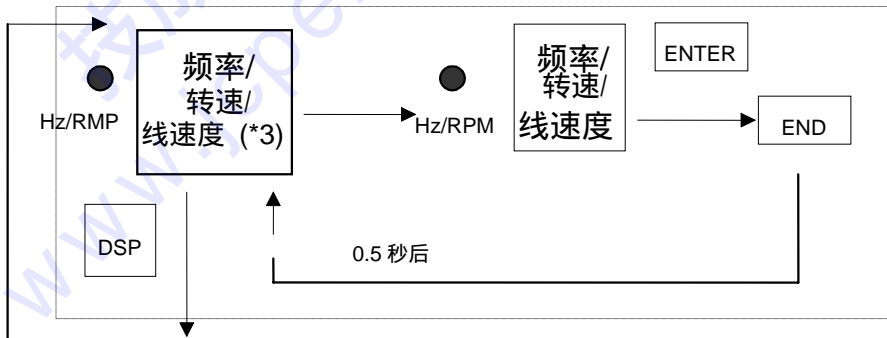 频率/
转速/
线速度 (*3)
Hz/RMP
频率/
转速/
线速度
Hz/RPM
ENTER
END
DSP
0.5 秒后